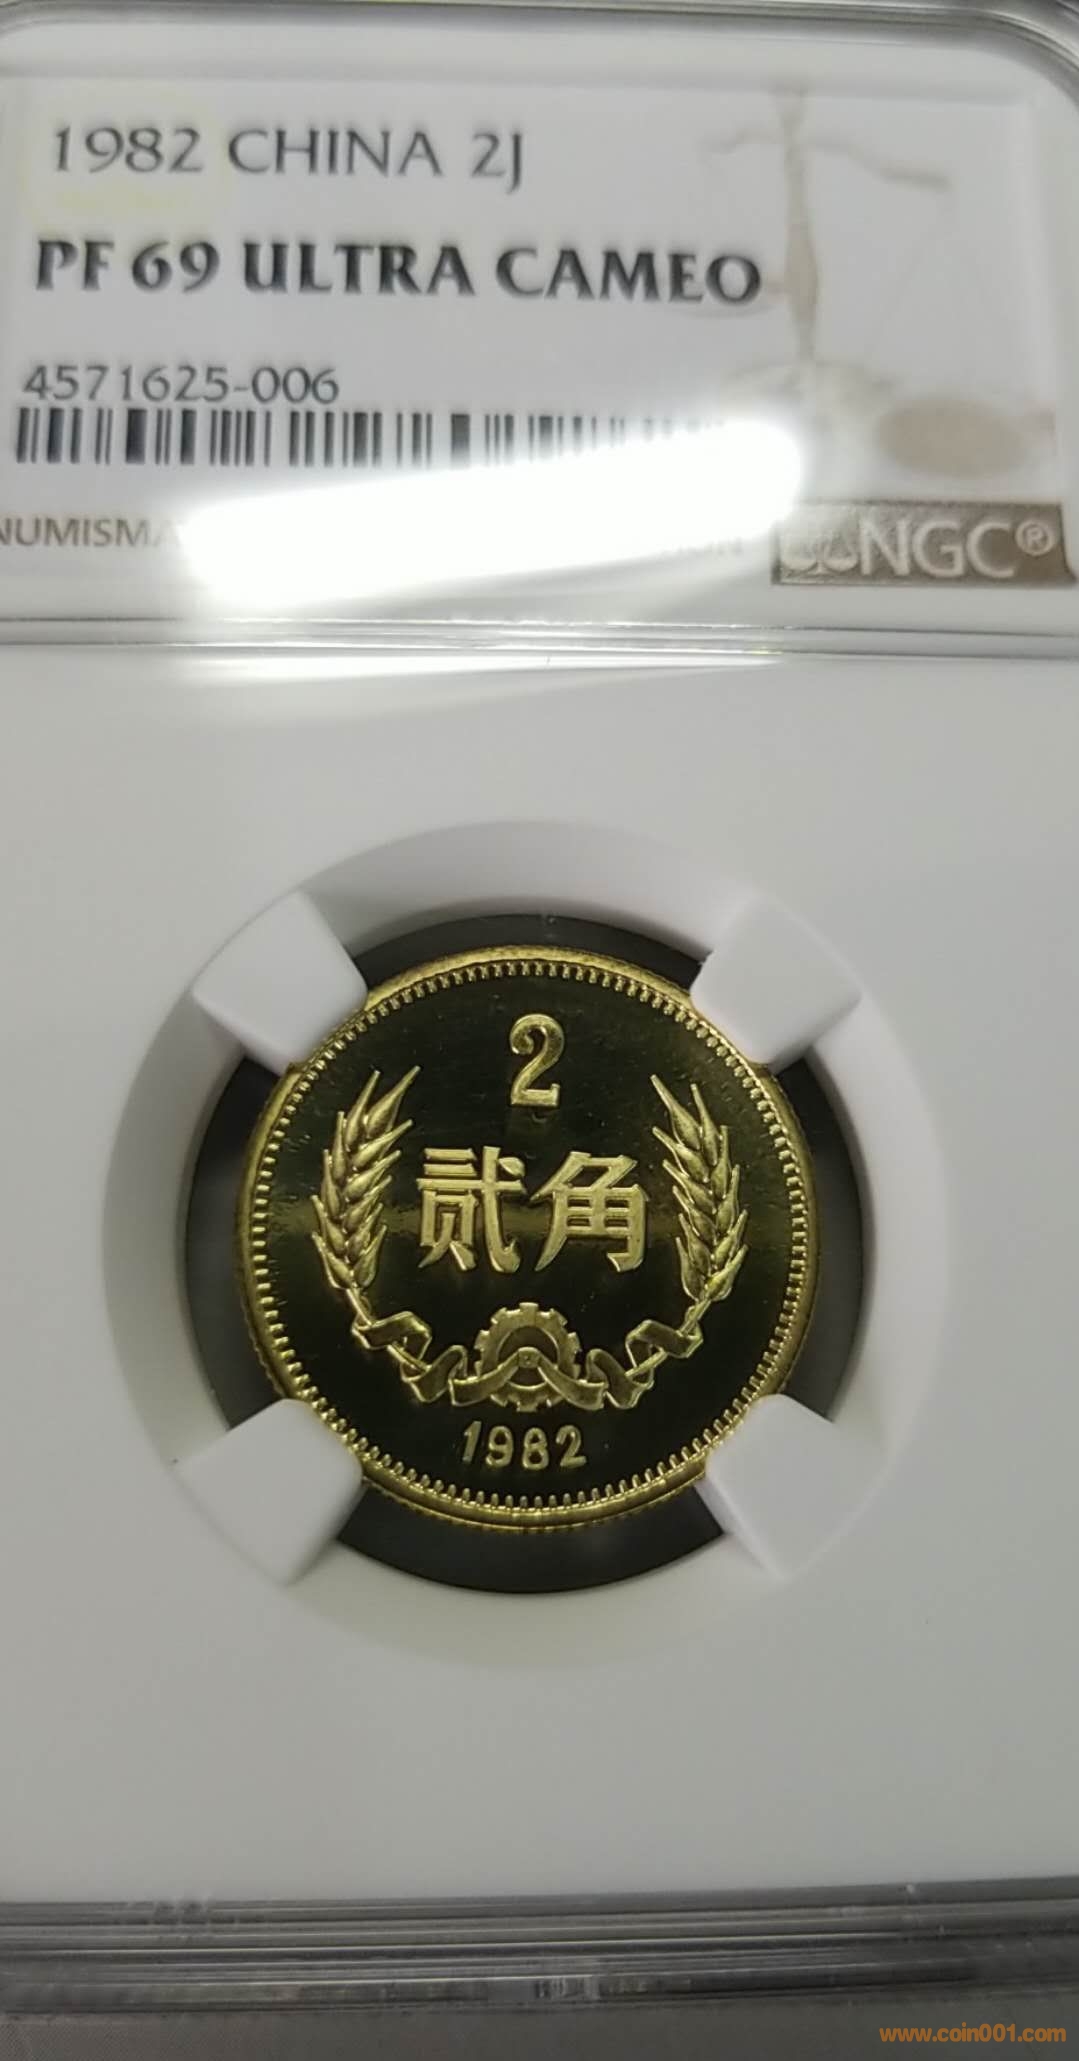 1982 CHINA 2J
PF 69 ULTRA CAMEO
4571625-006
NGC®
2
贰角
1982
www.coin001.com